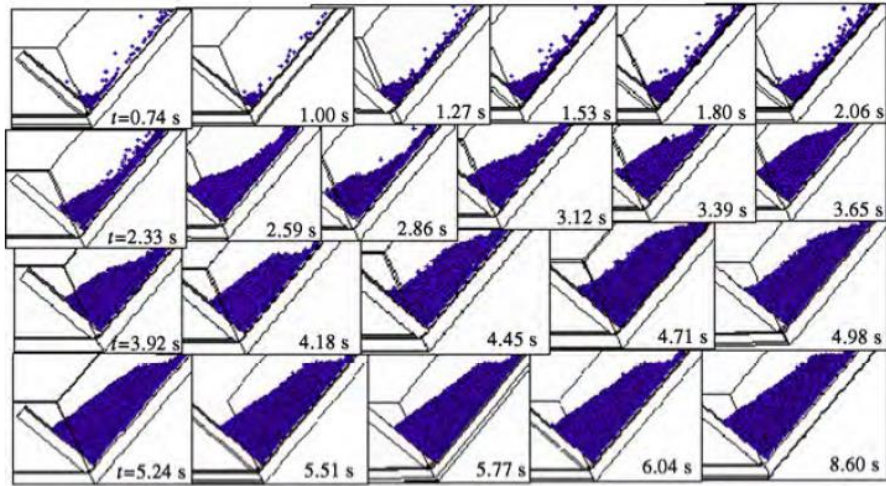 t=0.74 s
1.00 s
1.27 s
1.53 s
1.80 s
2.06 s
t=2.33 s
2.59 s
2.86 s
3.12 s
3.39 s
3.65 s
t=3.92 s
4.18 s
4.45 s
4.71 s
4.98 s
t=5.24 s
5.51 s
5.77 s
6.04 s
8.60 s